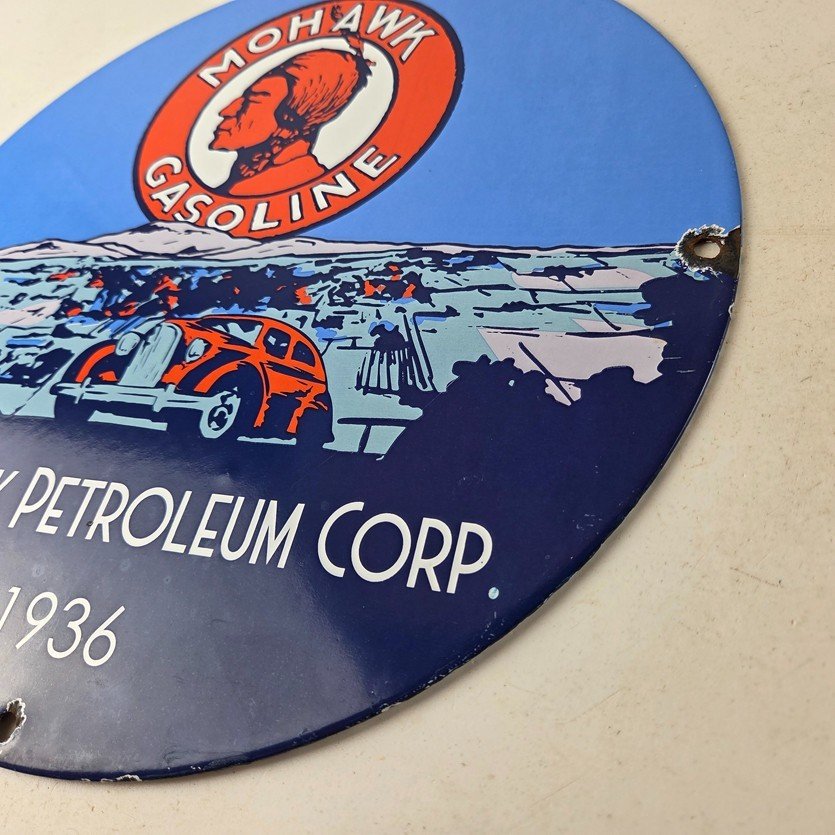 MOHAWK
GASOLINE
PETROLEUM CORP.
1936